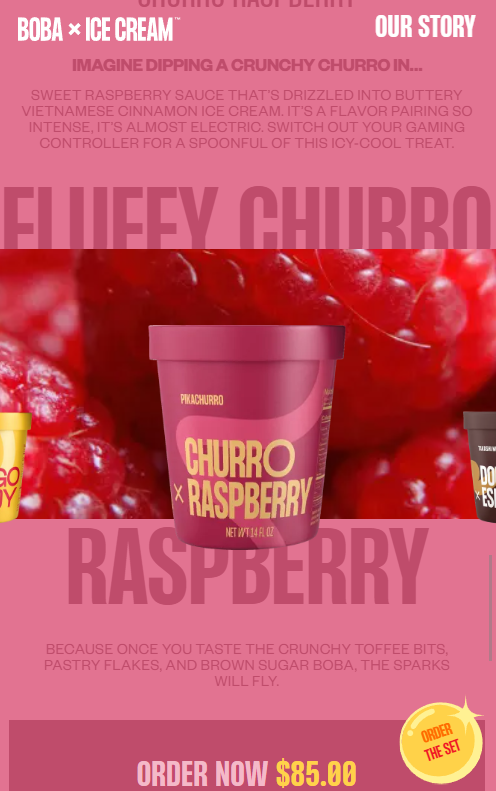 CHURRO RASPBERRY
BOBA × ICE CREAM™
OUR STORY
IMAGINE DIPPING A CRUNCHY CHURRO IN...
SWEET RASPBERRY SAUCE THAT'S DRIZZLED INTO BUTTERY
VIETNAMESE CINNAMON ICE CREAM. IT'S A FLAVOR PAIRING SO
INTENSE, IT'S ALMOST ELECTRIC. SWITCH OUT YOUR GAMING
CONTROLLER FOR A SPOONFUL OF THIS ICY-COOL TREAT.
FLUFFY CHURRO
PIKACHURRO
CHURRO
× RASPBERRY
NET WT 14 FL OZ
RASPBERRY
BECAUSE ONCE YOU TASTE THE CRUNCHY TOFFEE BITS,
PASTRY FLAKES, AND BROWN SUGAR BOBA, THE SPARKS
WILL FLY.
ORDER
THE SET
ORDER NOW $85.00